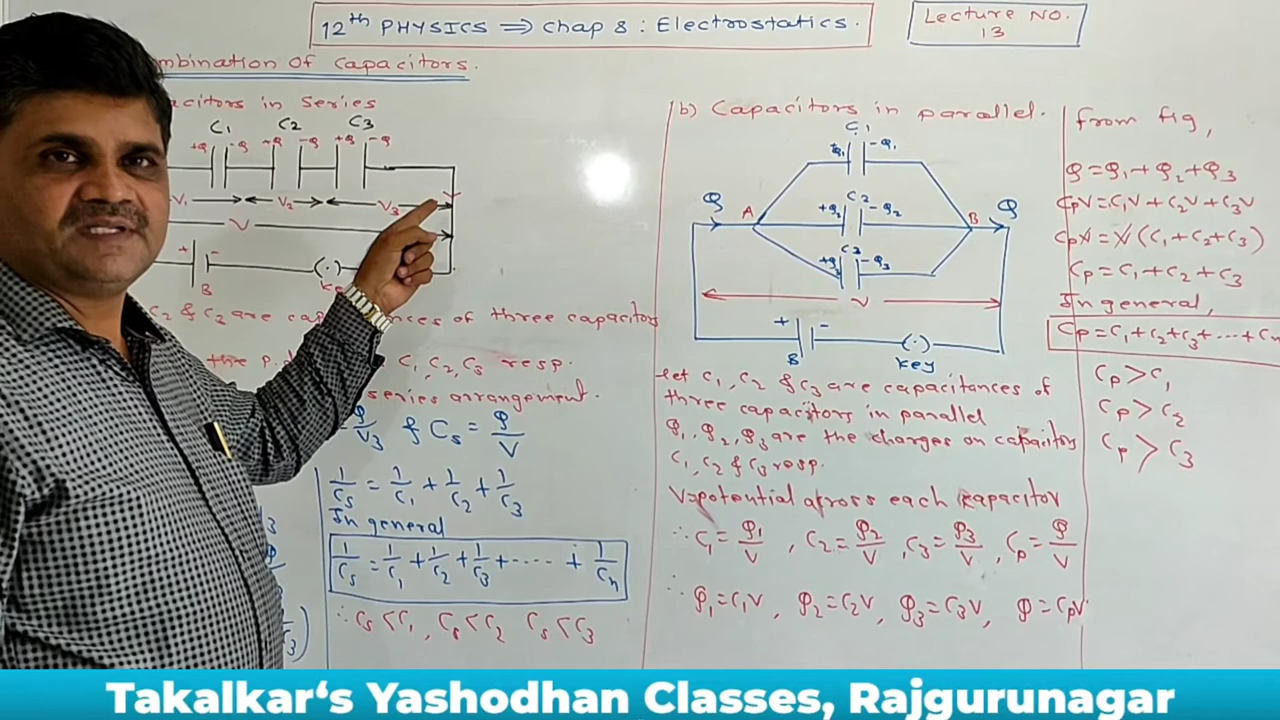 12th PHYSICS ⇒ Chap 8 : Electrostatics.
Lecture No. 13
Combination Of Capacitors.
Capacitors in Series
C1 C2 C3
+Q -Q +Q -Q +Q -Q
V1 V2 V3
V
+ -
B
C2 & C3 are capacitances of three capacitors
the p.d. C1, C2, C3 resp.
series arrangement.
= Q/V3 & Cs = Q/V
1/Cs = 1/C1 + 1/C2 + 1/C3
In general
1/Cs = 1/C1 + 1/C2 + 1/C3 + ..... + 1/Cn
∴ Cs < C1, Cs < C2 Cs < C3
b) Capacitors in parallel.
C1
+Q1 -Q1
Q A C2 B Q
+Q2 -Q2
C3
+Q3 -Q3
V
+ -
B (.) Key
Let C1, C2 & C3 are capacitances of
three capacitors in parallel
Q1, Q2, Q3 are the charges on capacitors
C1, C2 & C3 resp.
V=potential across each capacitor
∴ C1 = Q1/V , C2 = Q2/V , C3 = Q3/V , Cp = Q/V
∴ Q1 = C1V , Q2 = C2V , Q3 = C3V , Q = CpV
From fig,
Q = Q1 + Q2 + Q3
CpV = C1V + C2V + C3V
CpV = V (C1 + C2 + C3)
Cp = C1 + C2 + C3
In general,
Cp = C1 + C2 + C3 + .... + Cn
Cp > C1
Cp > C2
Cp > C3
Takalkar‘s Yashodhan Classes, Rajgurunagar